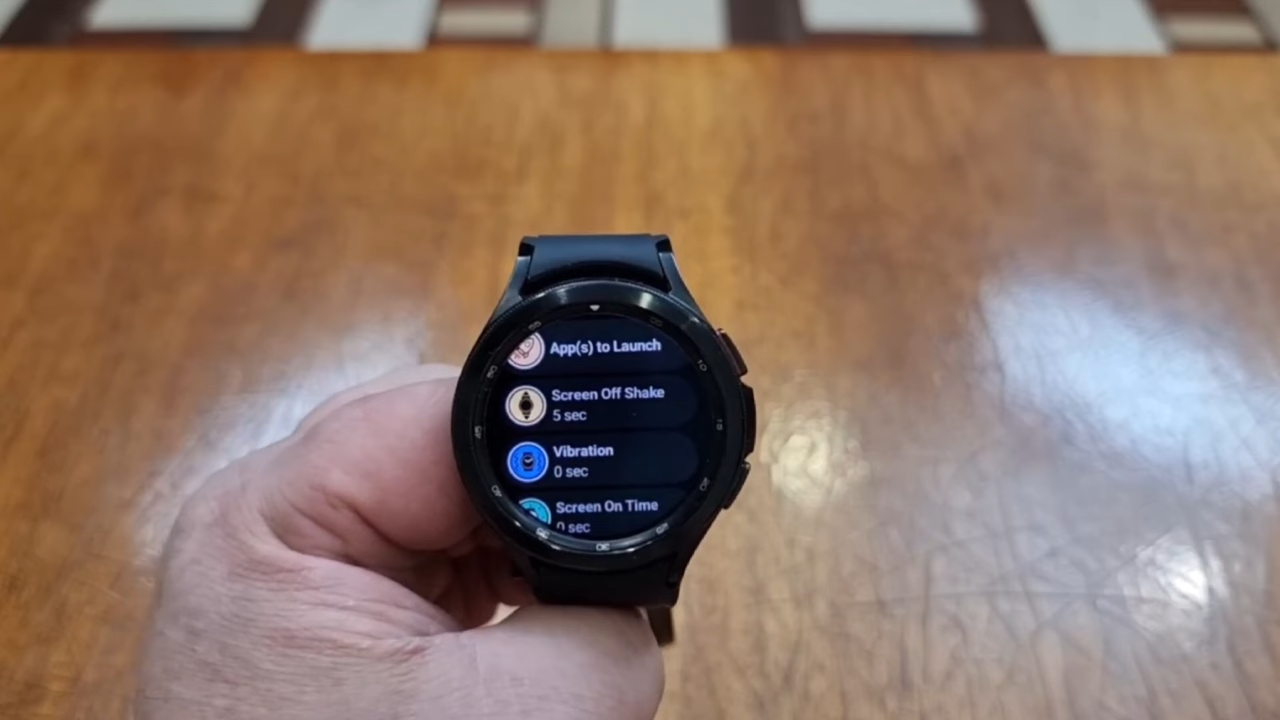 App(s) to Launch
Screen Off Shake
5 sec
Vibration
0 sec
Screen On Time
0 sec